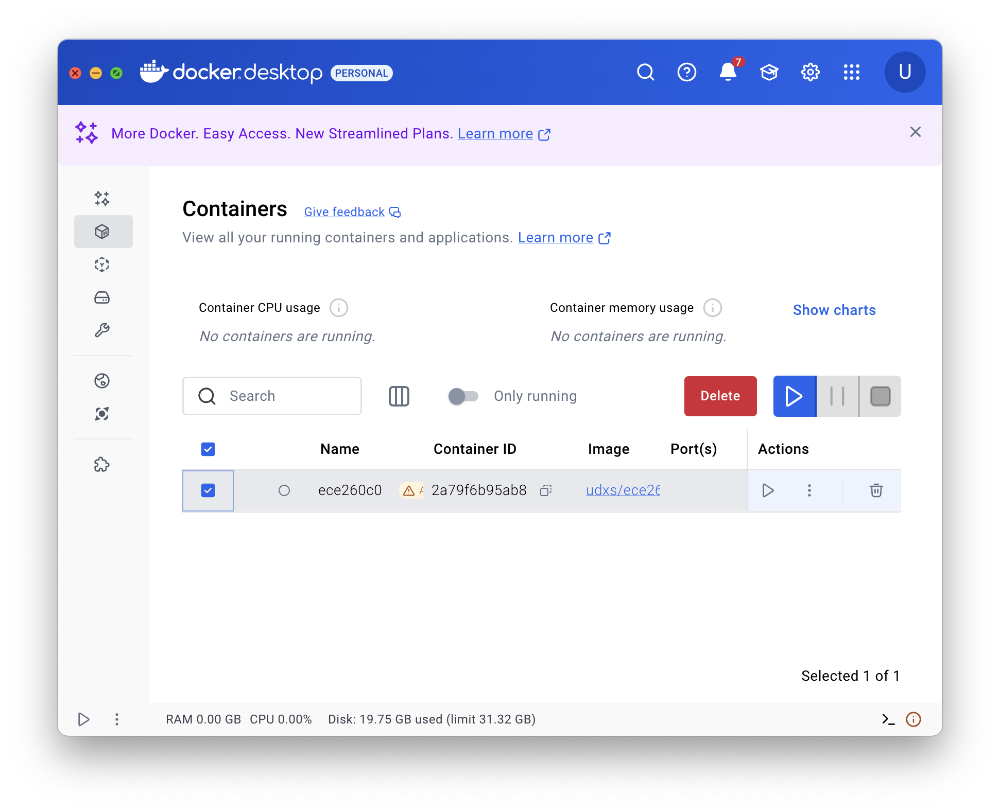 docker desktop PERSONAL
7
U
More Docker. Easy Access. New Streamlined Plans. Learn more
Containers Give feedback
View all your running containers and applications. Learn more
Container CPU usage
No containers are running.
Container memory usage
No containers are running.
Show charts
Search
Only running
Delete
Name Container ID Image Port(s) Actions
ece260c0 2a79f6b95ab8 udxs/ece26
Selected 1 of 1
RAM 0.00 GB CPU 0.00% Disk: 19.75 GB used (limit 31.32 GB)